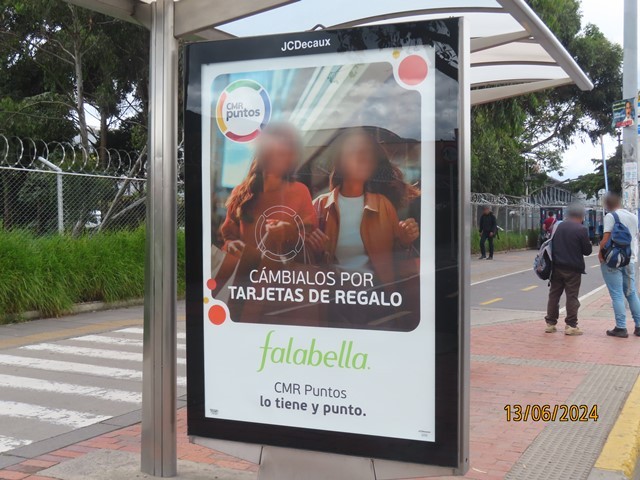 JCDecaux
CMR
puntos
CÁMBIALOS POR
TARJETAS DE REGALO
falabella.
CMR Puntos
lo tiene y punto.
13/06/2024